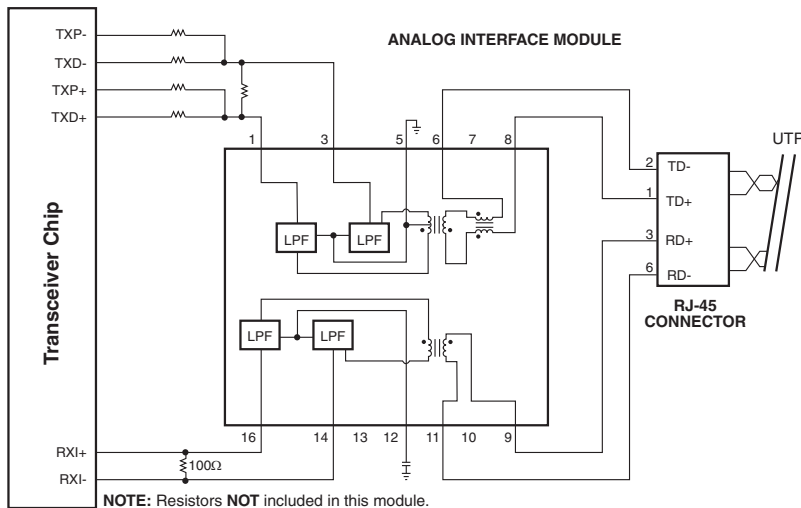 ANALOG INTERFACE MODULE
Transceiver Chip
TXP-
TXD-
TXP+
TXD+
1 3 5 6 7 8
LPF LPF
LPF LPF
16 14 13 12 11 10 9
RXI+
RXI-
100Ω
2 TD-
1 TD+
3 RD+
6 RD-
UTP
RJ-45
CONNECTOR
NOTE: Resistors NOT included in this module.